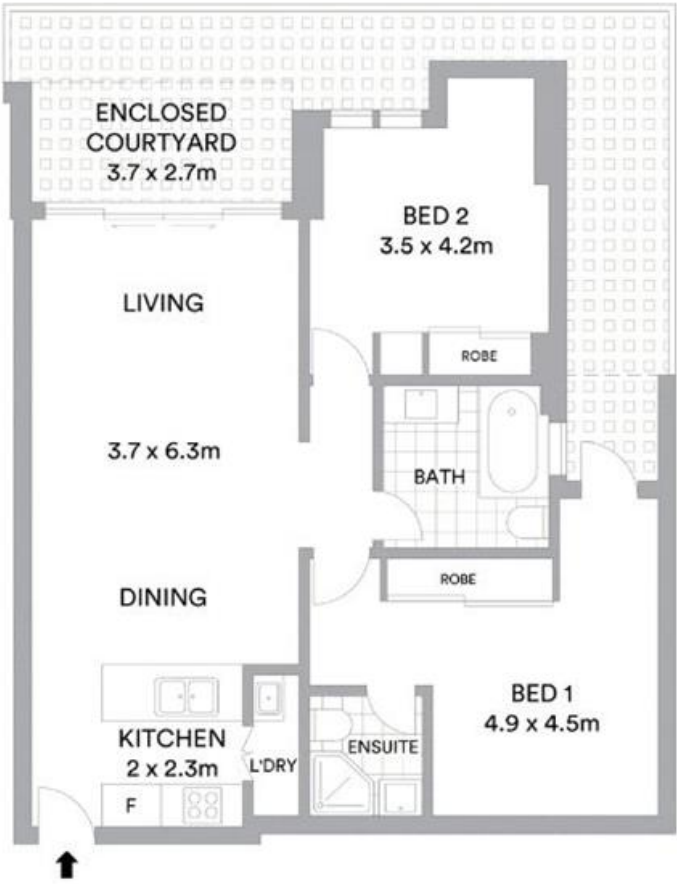 ENCLOSED
COURTYARD
3.7 x 2.7m
BED 2
3.5 x 4.2m
LIVING
ROBE
3.7 x 6.3m
BATH
ROBE
DINING
BED 1
4.9 x 4.5m
KITCHEN
2 x 2.3m
L'DRY
ENSUITE
F